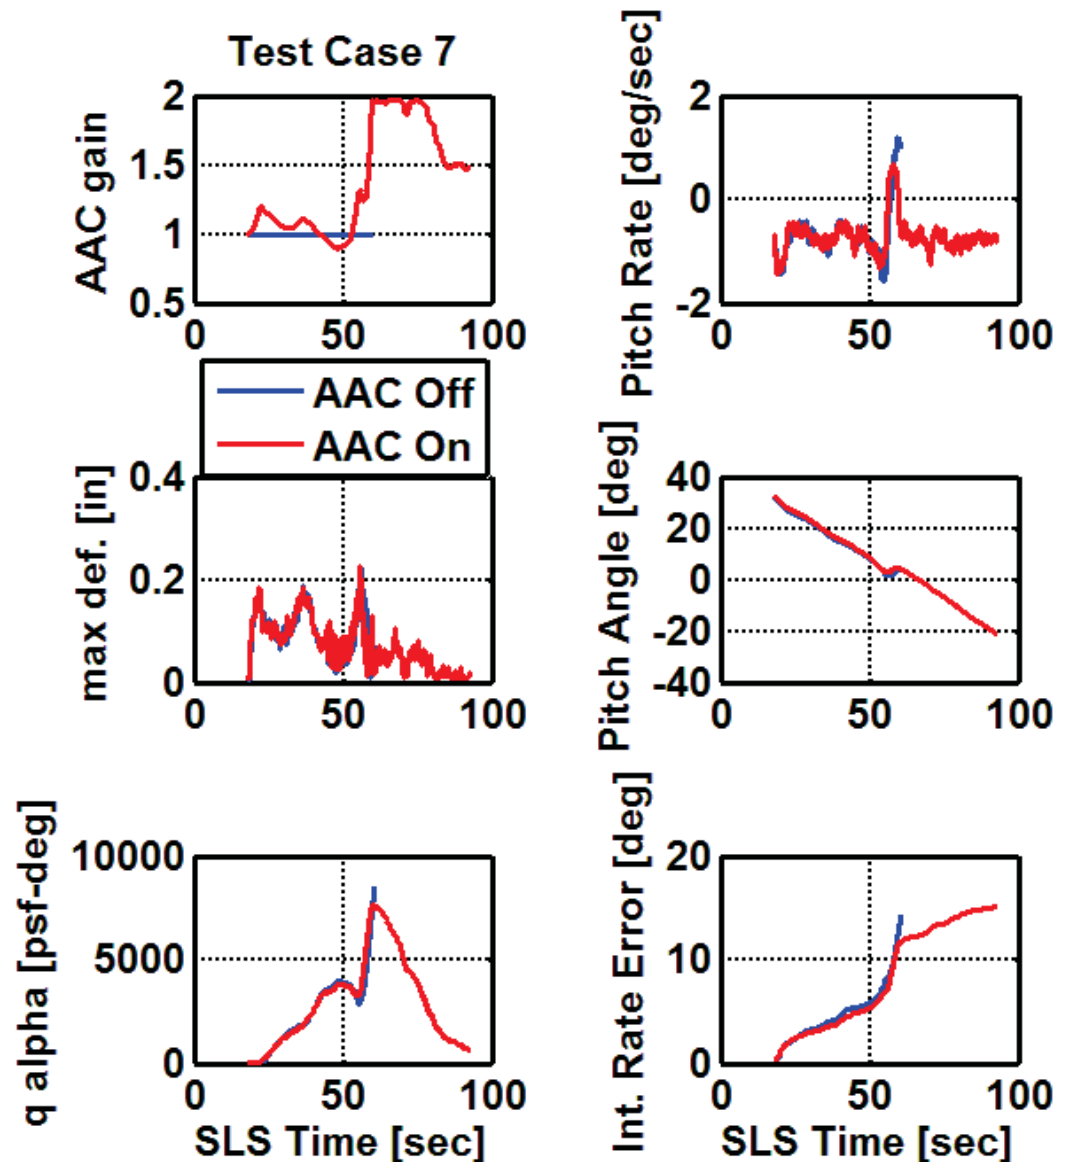 Test Case 7
AAC gain
2
1.5
1
0.5
0 50 100
Pitch Rate [deg/sec]
2
0
-2
0 50 100
AAC Off
AAC On
max def. [in]
0.4
0.2
0
0 50 100
Pitch Angle [deg]
40
20
0
-20
-40
0 50 100
q alpha [psf-deg]
10000
5000
0
0 50 100
SLS Time [sec]
Int. Rate Error [deg]
20
10
0
0 50 100
SLS Time [sec]